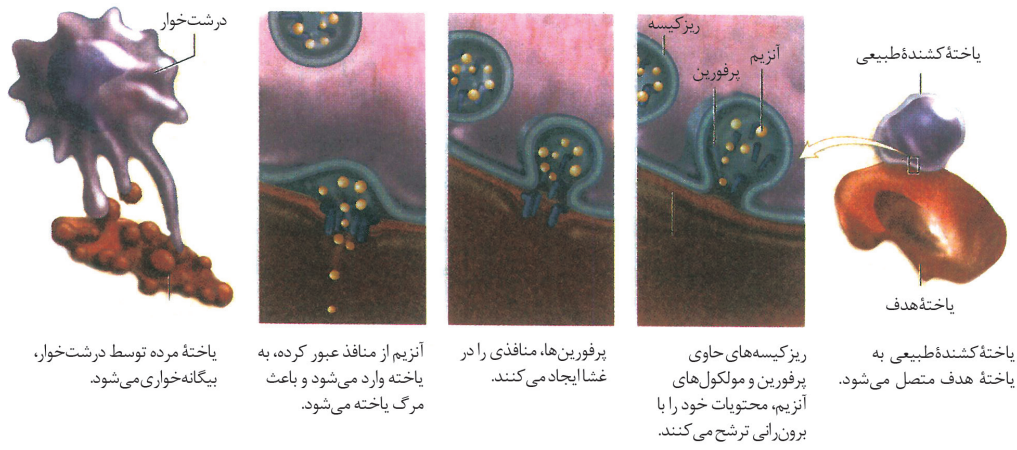 یاختهٔ کشندهٔ طبیعی
یاختهٔ هدف
ریزکیسه
آنزیم
پرفورین
درشت‌خوار
یاختهٔ کشندهٔ طبیعی به
یاختهٔ هدف متصل می‌شود.
ریزکیسه‌های حاوی
پرفورین و مولکول‌های
آنزیم، محتویات خود را با
برون‌رانی ترشح می‌کنند.
پرفورین‌ها، منافذی را در
غشا ایجاد می‌کنند.
آنزیم از منافذ عبور کرده، به
یاخته وارد می‌شود و باعث
مرگ یاخته می‌شود.
یاختهٔ مرده توسط درشت‌خوار،
بیگانه‌خواری می‌شود.